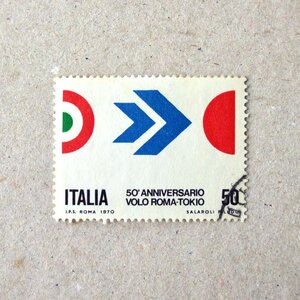 ITALIA
50° ANNIVERSARIO
VOLO ROMA-TOKIO
50
I.P.S. ROMA 1970
SALAROLI